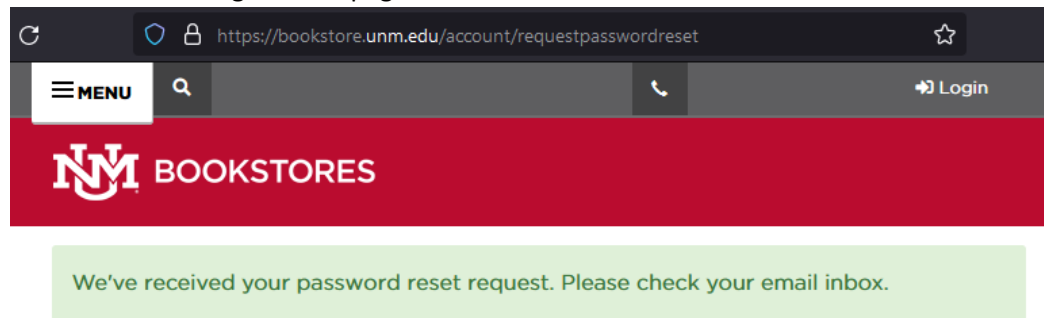 https://bookstore.unm.edu/account/requestpasswordreset
MENU Login
NM BOOKSTORES
We've received your password reset request. Please check your email inbox.